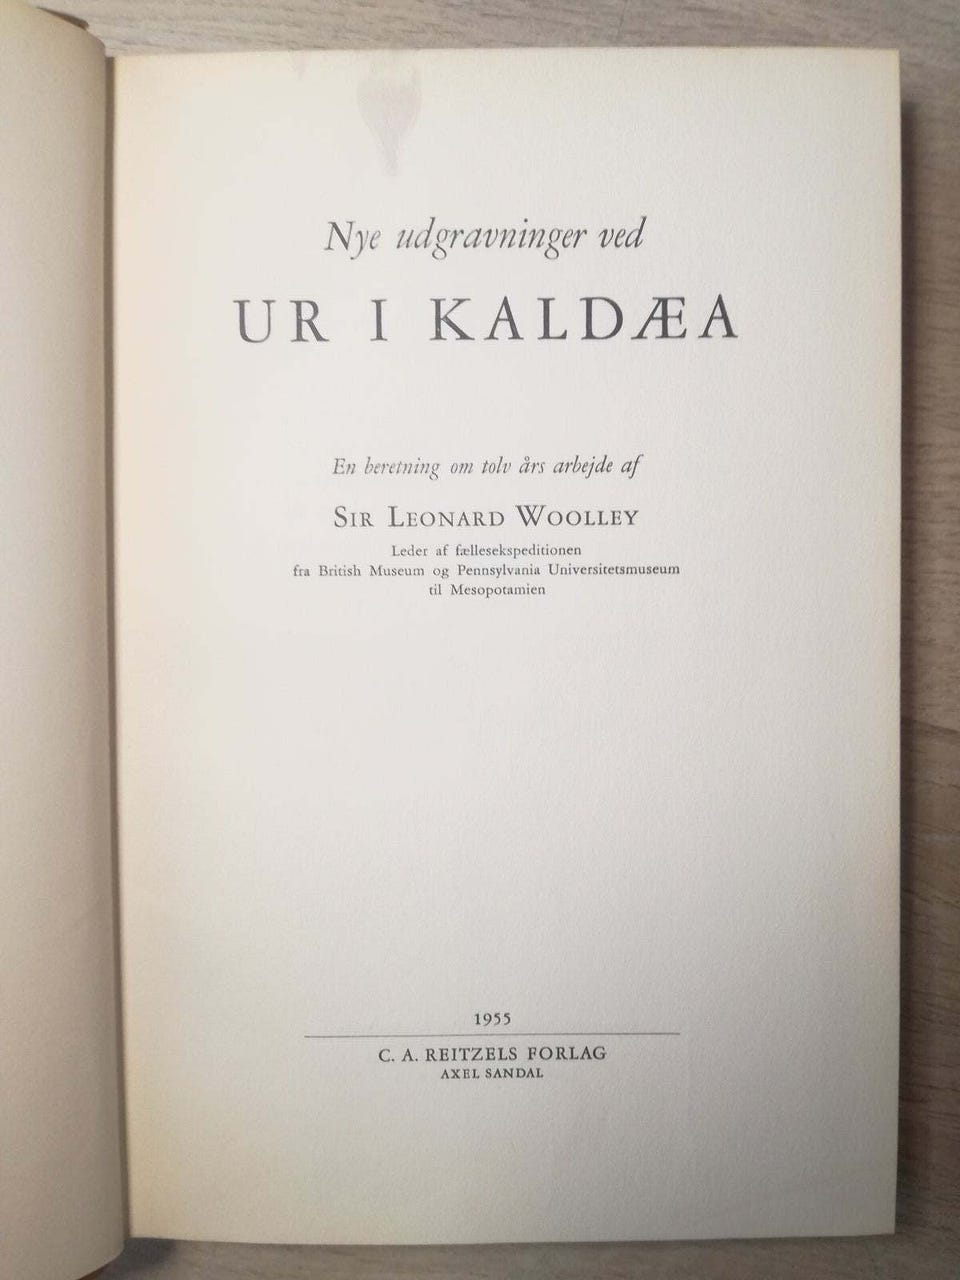 Nye udgravninger ved
UR I KALDÆA
En beretning om tolv års arbejde af
SIR LEONARD WOOLLEY
Leder af fællesekspeditionen
fra British Museum og Pennsylvania Universitetsmuseum
til Mesopotamien
1955
C. A. REITZELS FORLAG
AXEL SANDAL